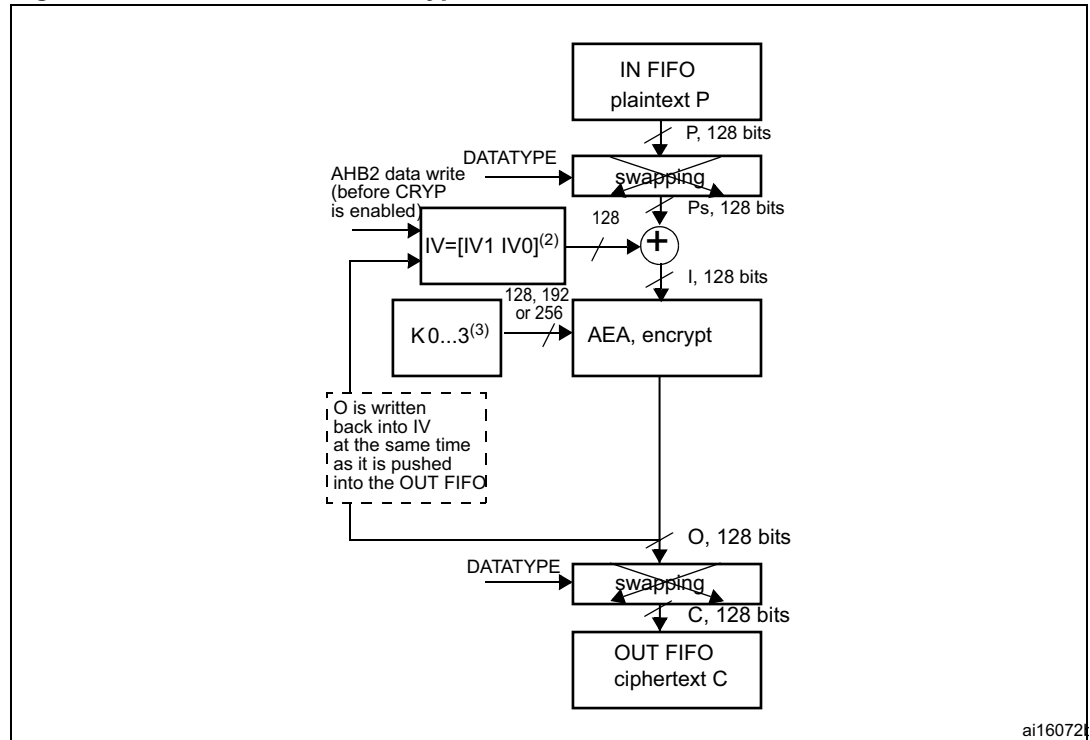 IN FIFO
plaintext P
P, 128 bits
DATATYPE
swapping
AHB2 data write
(before CRYP
is enabled)
Ps, 128 bits
128
IV=[IV1 IV0](2)
+
I, 128 bits
128, 192
or 256
K 0...3(3)
AEA, encrypt
O is written
back into IV
at the same time
as it is pushed
into the OUT FIFO
O, 128 bits
DATATYPE
swapping
C, 128 bits
OUT FIFO
ciphertext C